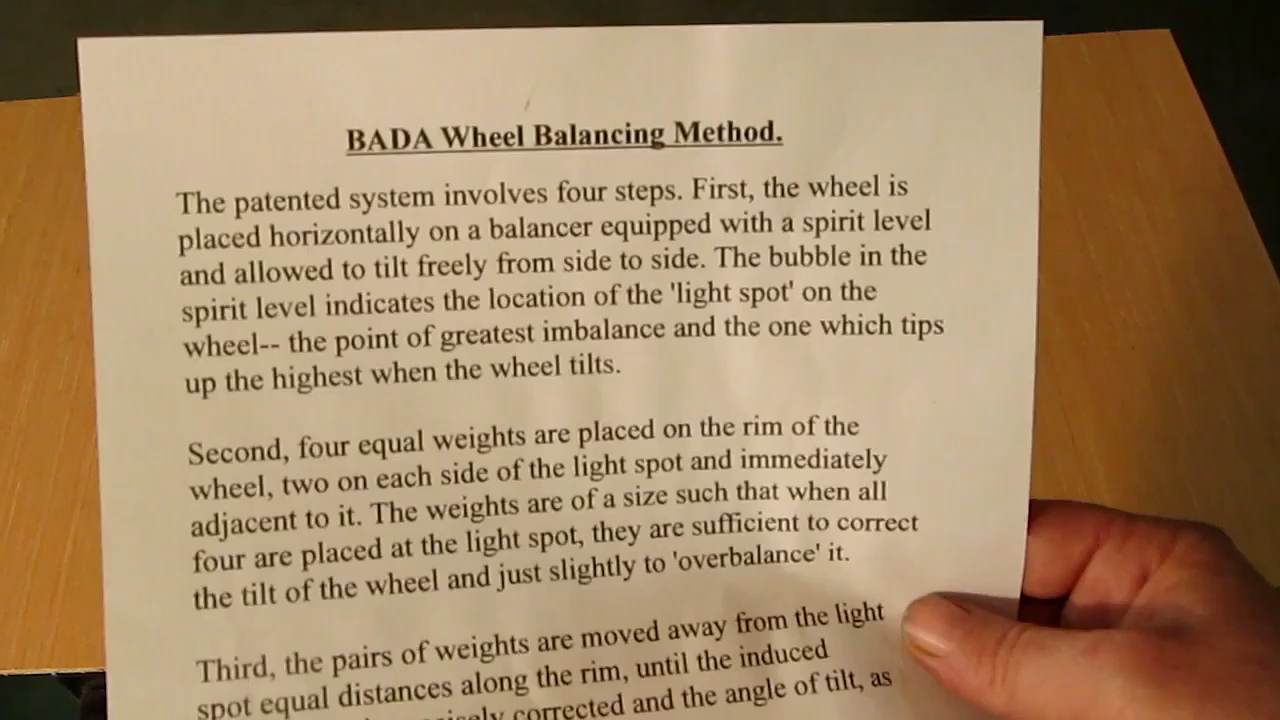 BADA Wheel Balancing Method.
The patented system involves four steps. First, the wheel is
placed horizontally on a balancer equipped with a spirit level
and allowed to tilt freely from side to side. The bubble in the
spirit level indicates the location of the 'light spot' on the
wheel-- the point of greatest imbalance and the one which tips
up the highest when the wheel tilts.
Second, four equal weights are placed on the rim of the
wheel, two on each side of the light spot and immediately
adjacent to it. The weights are of a size such that when all
four are placed at the light spot, they are sufficient to correct
the tilt of the wheel and just slightly to 'overbalance' it.
Third, the pairs of weights are moved away from the light
spot equal distances along the rim, until the induced
corrected and the angle of tilt, as